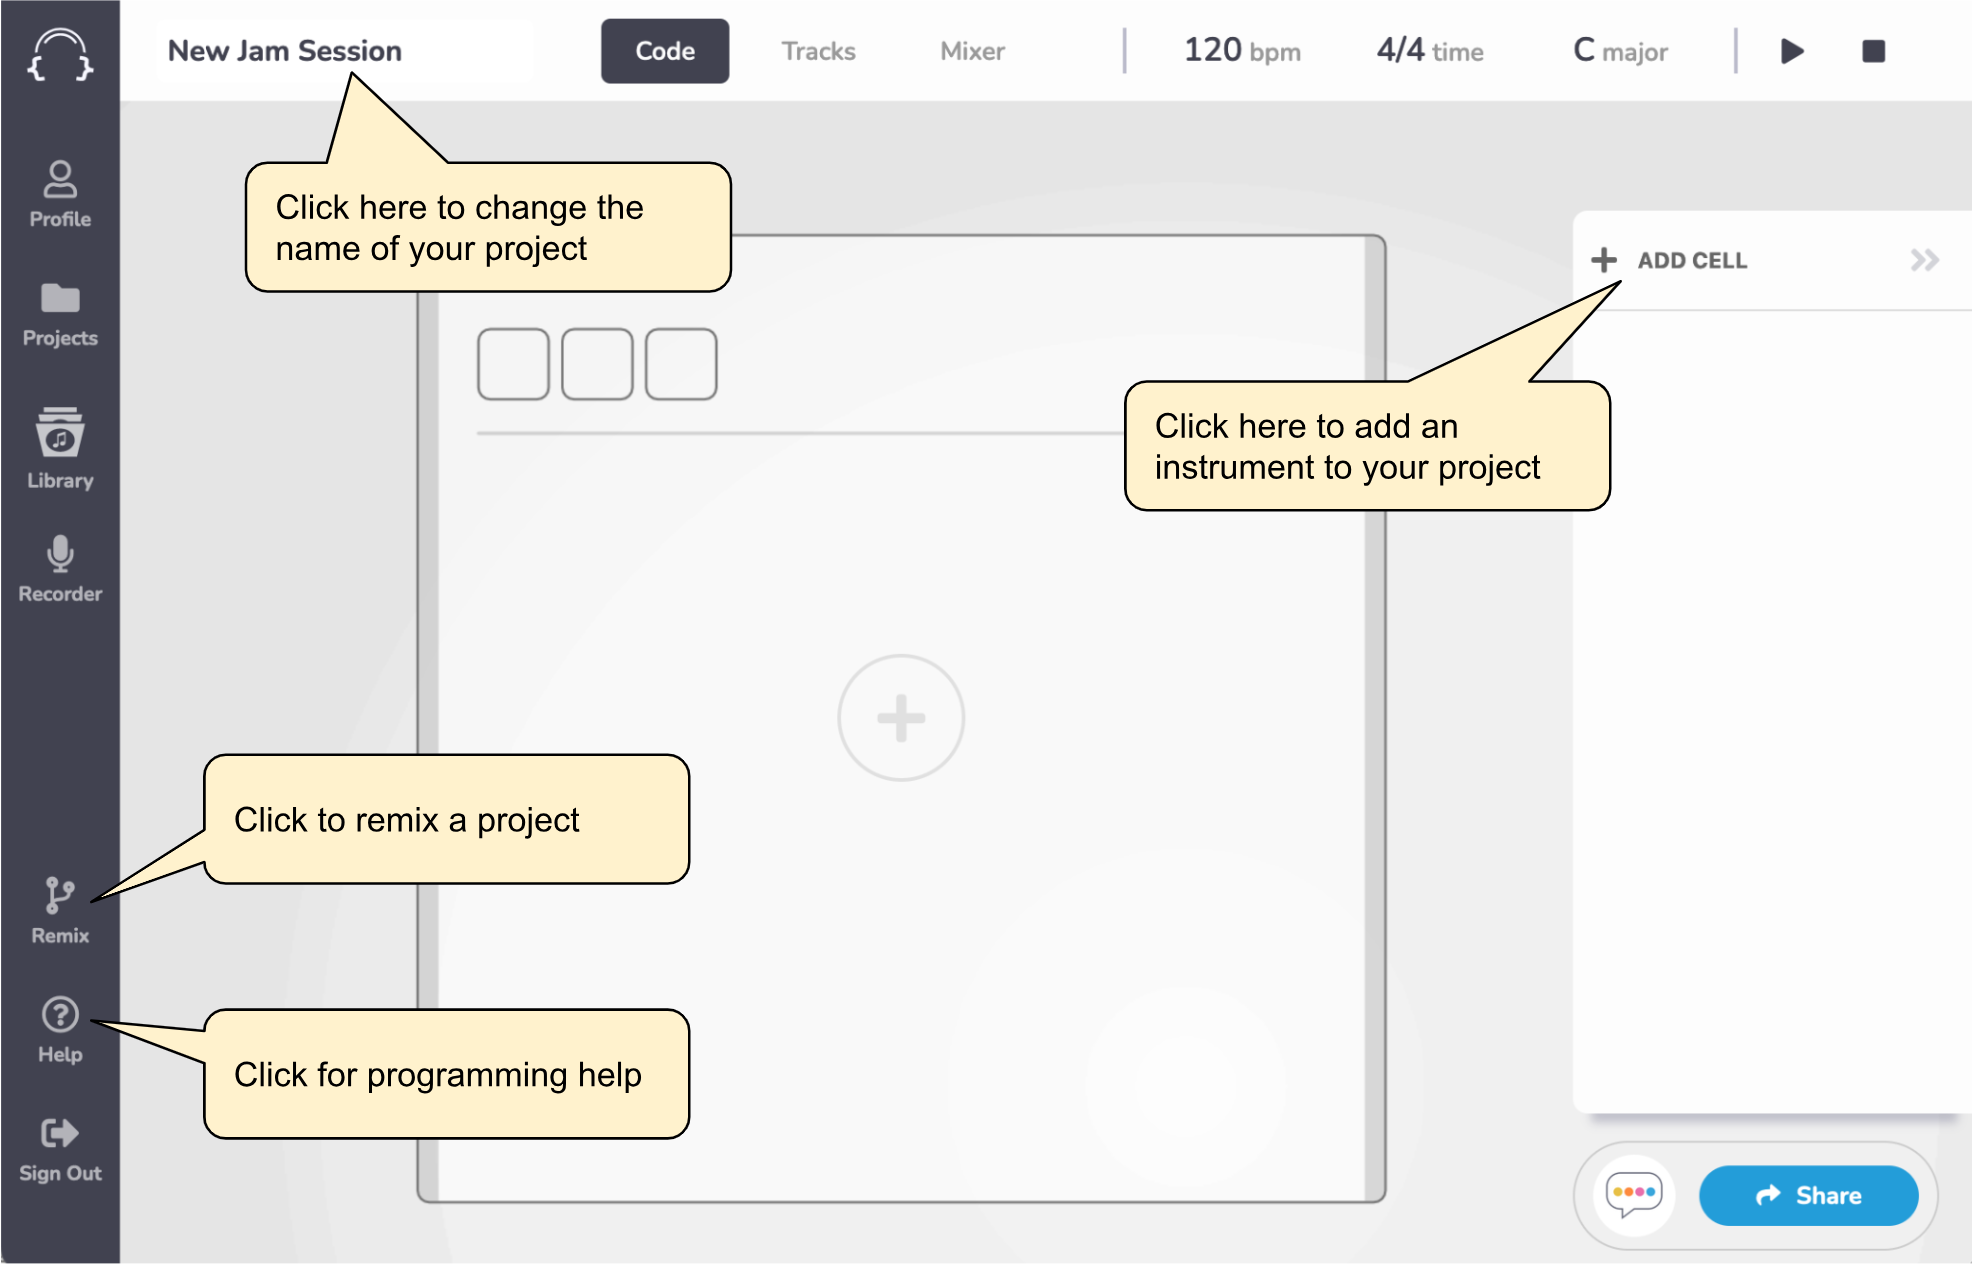 New Jam Session
Code
Tracks
Mixer
120 bpm
4/4 time
C major
Profile
Projects
Library
Recorder
Remix
Help
Sign Out
Click here to change the
name of your project
ADD CELL
Click here to add an
instrument to your project
Click to remix a project
Click for programming help
Share